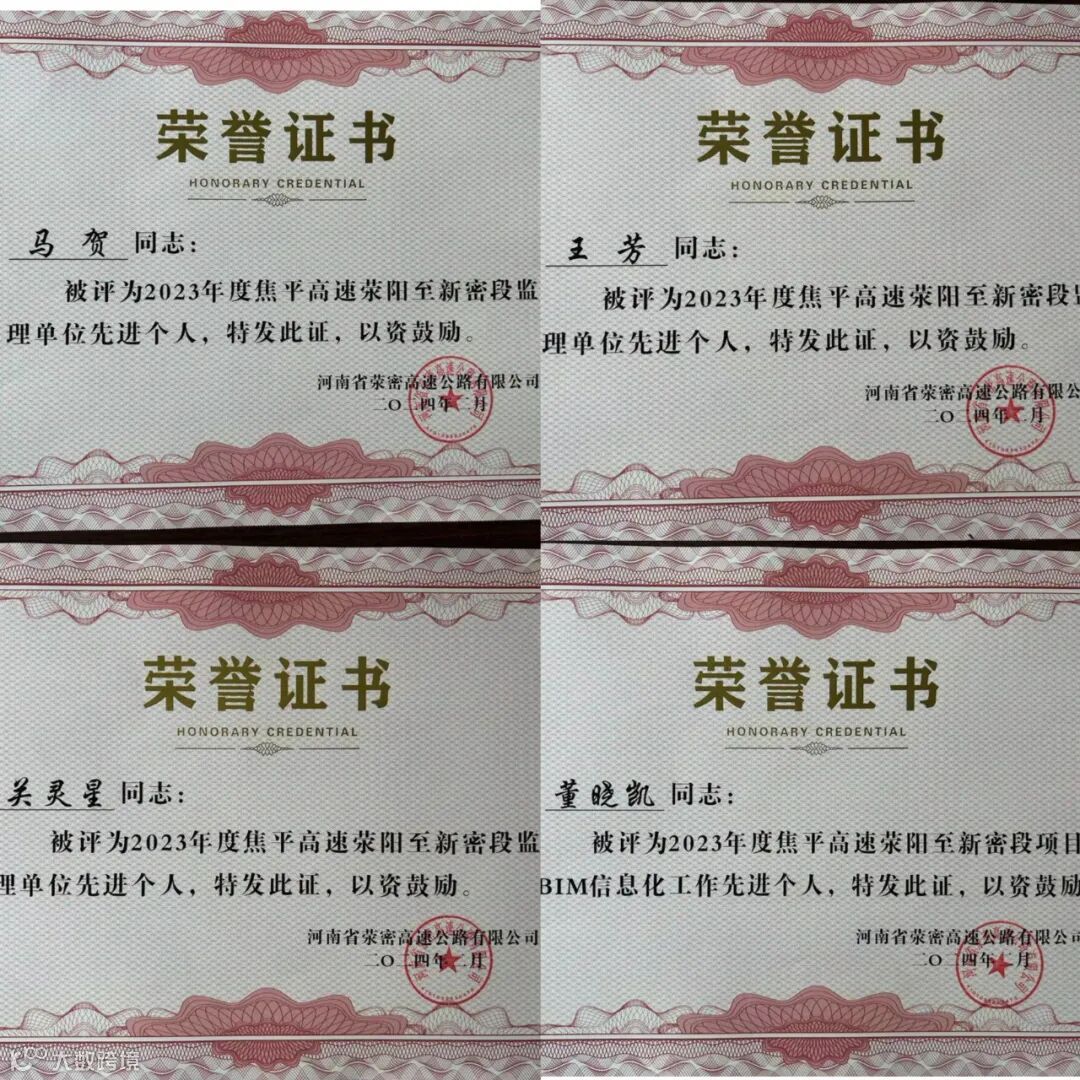 荣誉证书
HONORARY CREDENTIAL
马贺同志：
被评为2023年度焦平高速荥阳至新密段监
理单位先进个人，特发此证，以资鼓励。
河南省荥密高速公路有限公司
二〇二四年二月
荣誉证书
HONORARY CREDENTIAL
王芳同志：
被评为2023年度焦平高速荥阳至新密段监
理单位先进个人，特发此证，以资鼓励。
河南省荥密高速公路有限公
二〇二四年二月
荣誉证书
HONORARY CREDENTIAL
关灵星同志：
被评为2023年度焦平高速荥阳至新密段监
理单位先进个人，特发此证，以资鼓励。
河南省荥密高速公路有限公司
二〇二四年二月
荣誉证书
HONORARY CREDENTIAL
董晓凯同志：
被评为2023年度焦平高速荥阳至新密段项目
BIM信息化工作先进个人，特发此证，以资鼓励
河南省荥密高速公路有限公司
二〇二四年二月
大数跨境